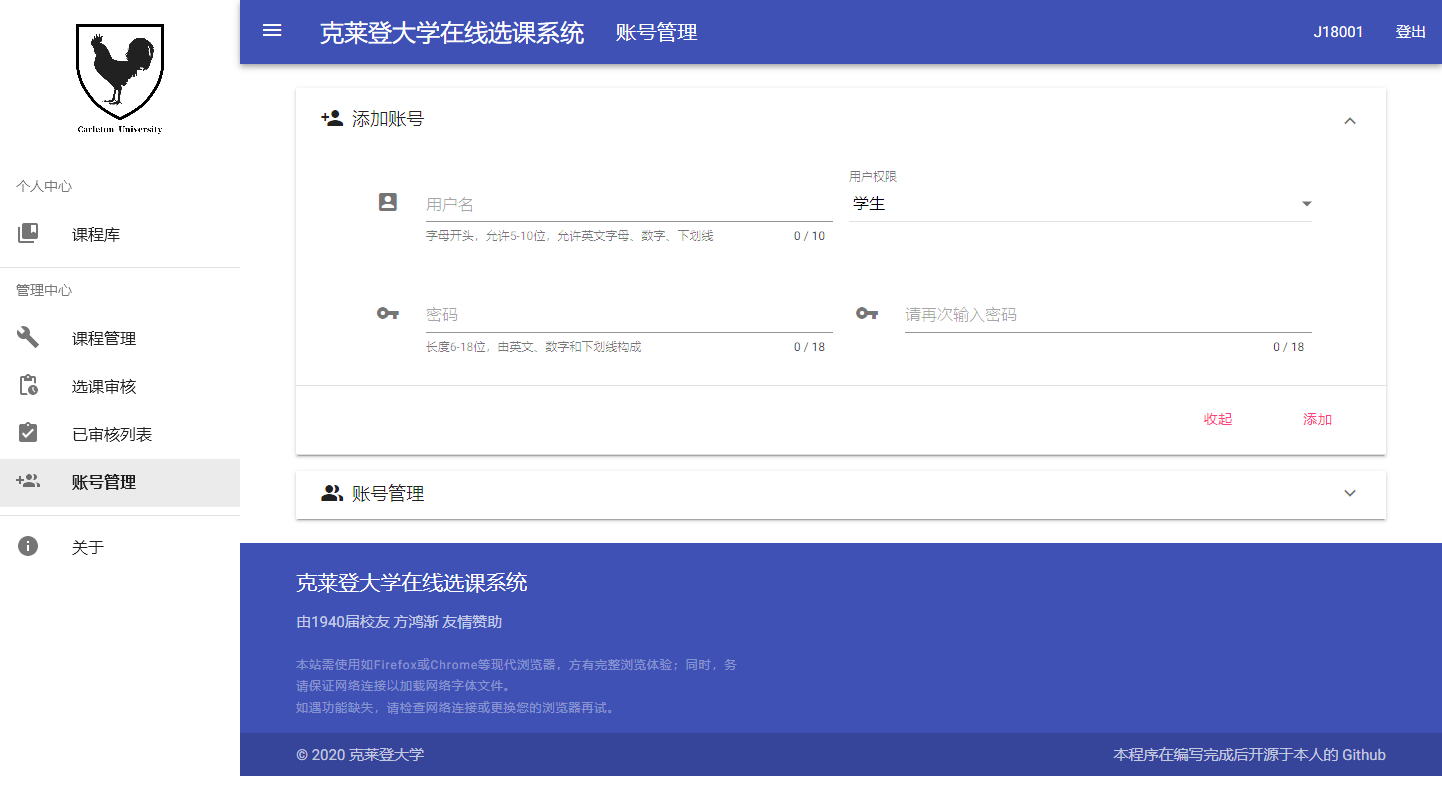 Carleton University
个人中心
课程库
管理中心
课程管理
选课审核
已审核列表
账号管理
关于
克莱登大学在线选课系统 账号管理 J18001 登出
添加账号
用户权限
用户名 学生
字母开头，允许5-10位，允许英文字母、数字、下划线 0 / 10
密码 请再次输入密码
长度6-18位，由英文、数字和下划线构成 0 / 18 0 / 18
收起 添加
账号管理
克莱登大学在线选课系统
由1940届校友 方鸿渐 友情赞助
本站需使用如Firefox或Chrome等现代浏览器，方有完整浏览体验；同时，务
请保证网络连接以加载网络字体文件。
如遇功能缺失，请检查网络连接或更换您的浏览器再试。
© 2020 克莱登大学 本程序在编写完成后开源于本人的 Github